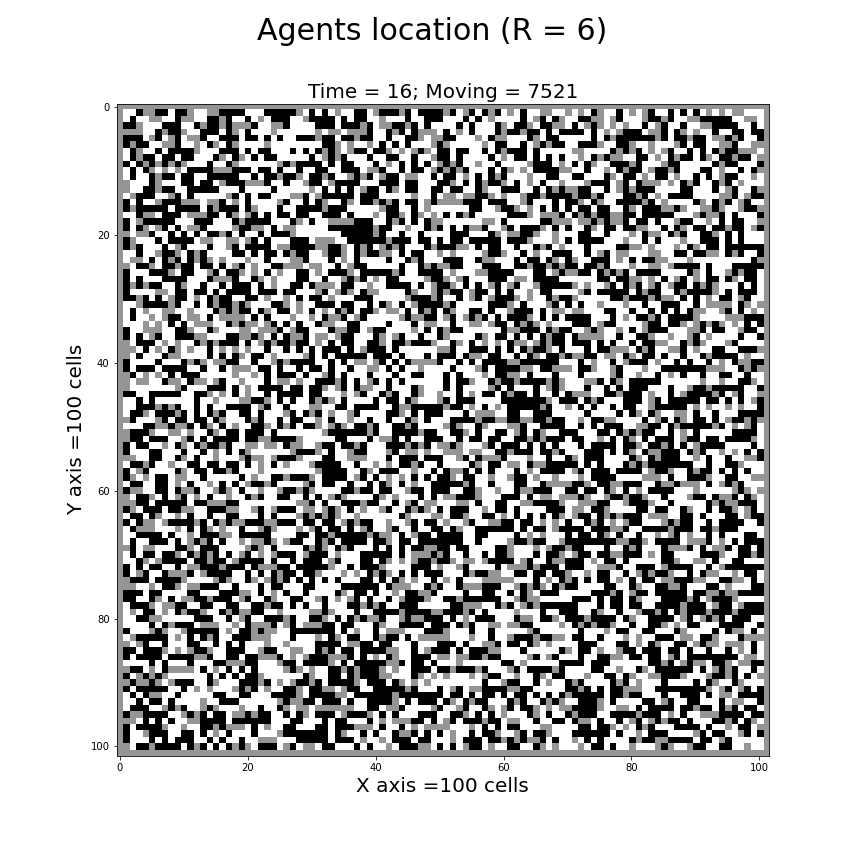 Agents location (R = 6)
Time = 16; Moving = 7521
0
20
40
60
80
100
Y axis =100 cells
0 20 40 60 80 100
X axis =100 cells